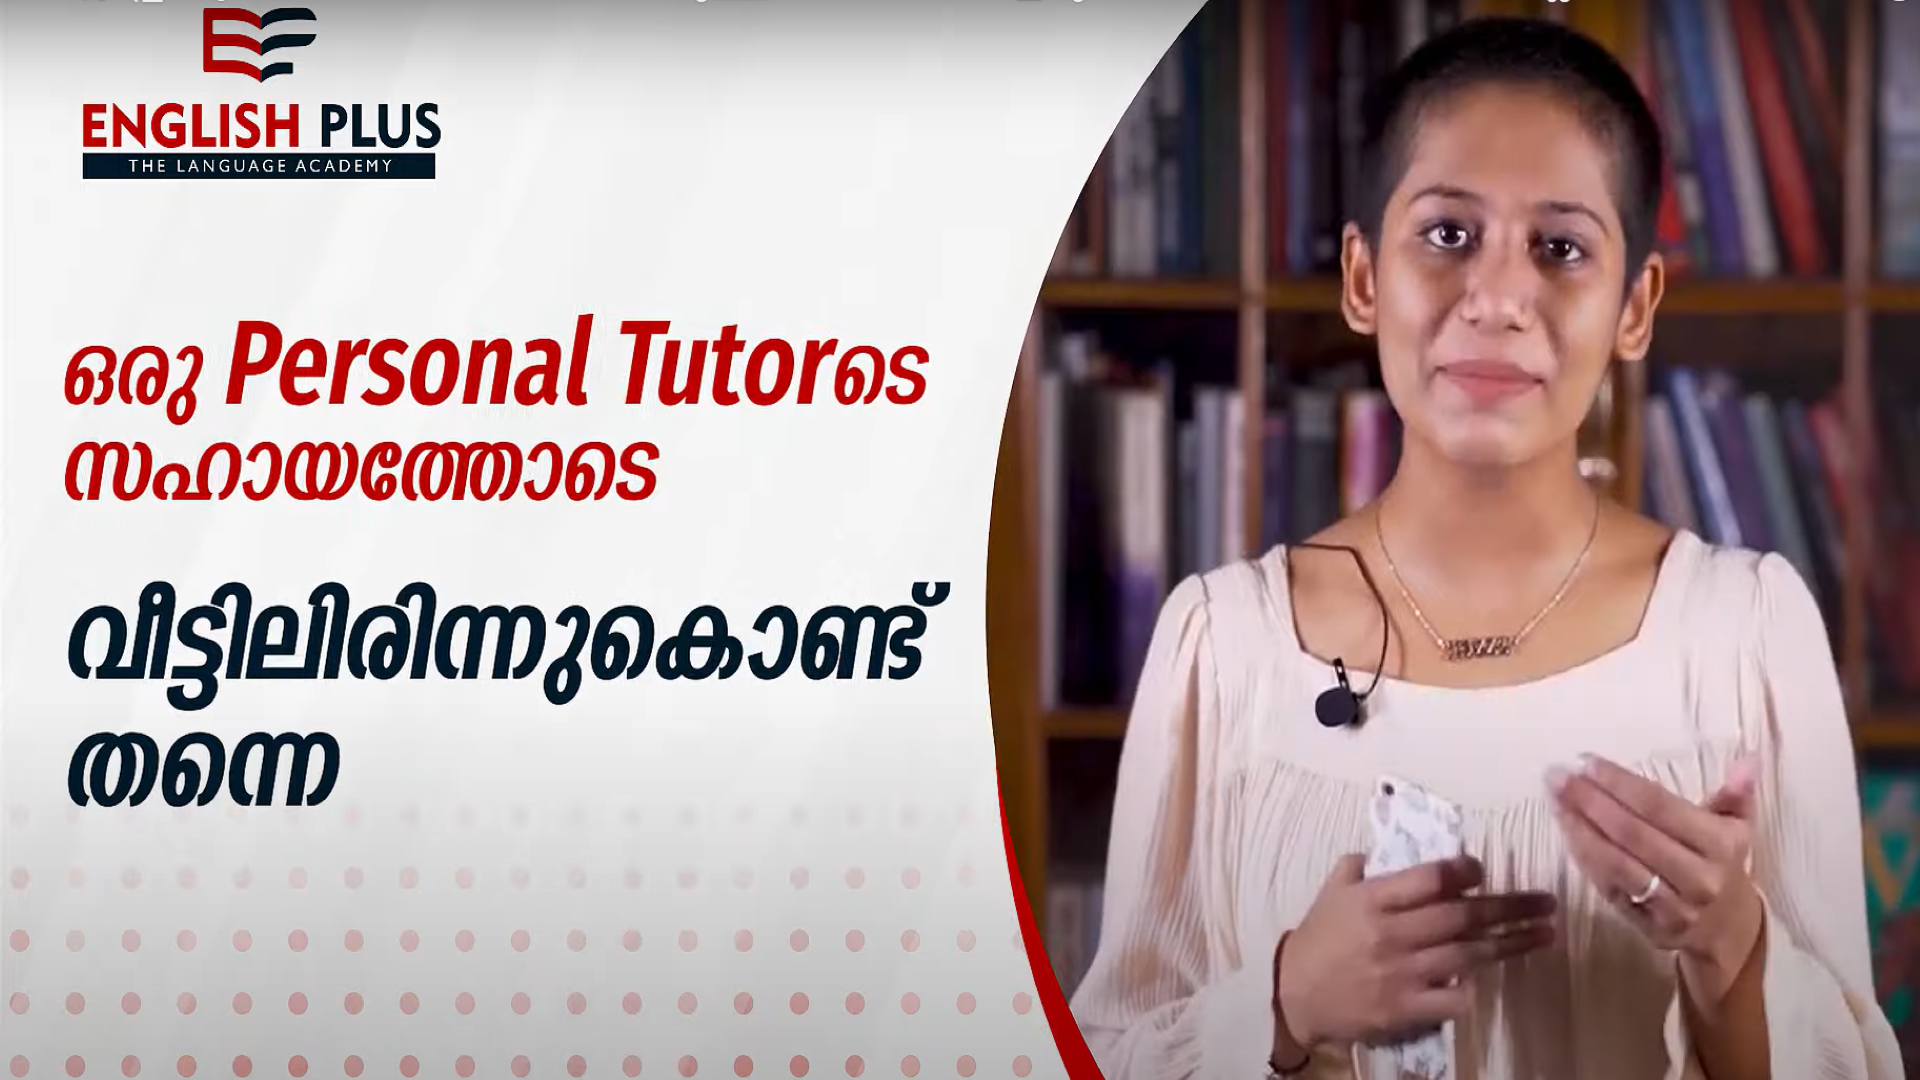 ENGLISH PLUS
THE LANGUAGE ACADEMY
ഒരു Personal Tutorടെ
സഹായത്തോടെ
വീട്ടിലിരിന്നുകൊണ്ട്
തന്നെ